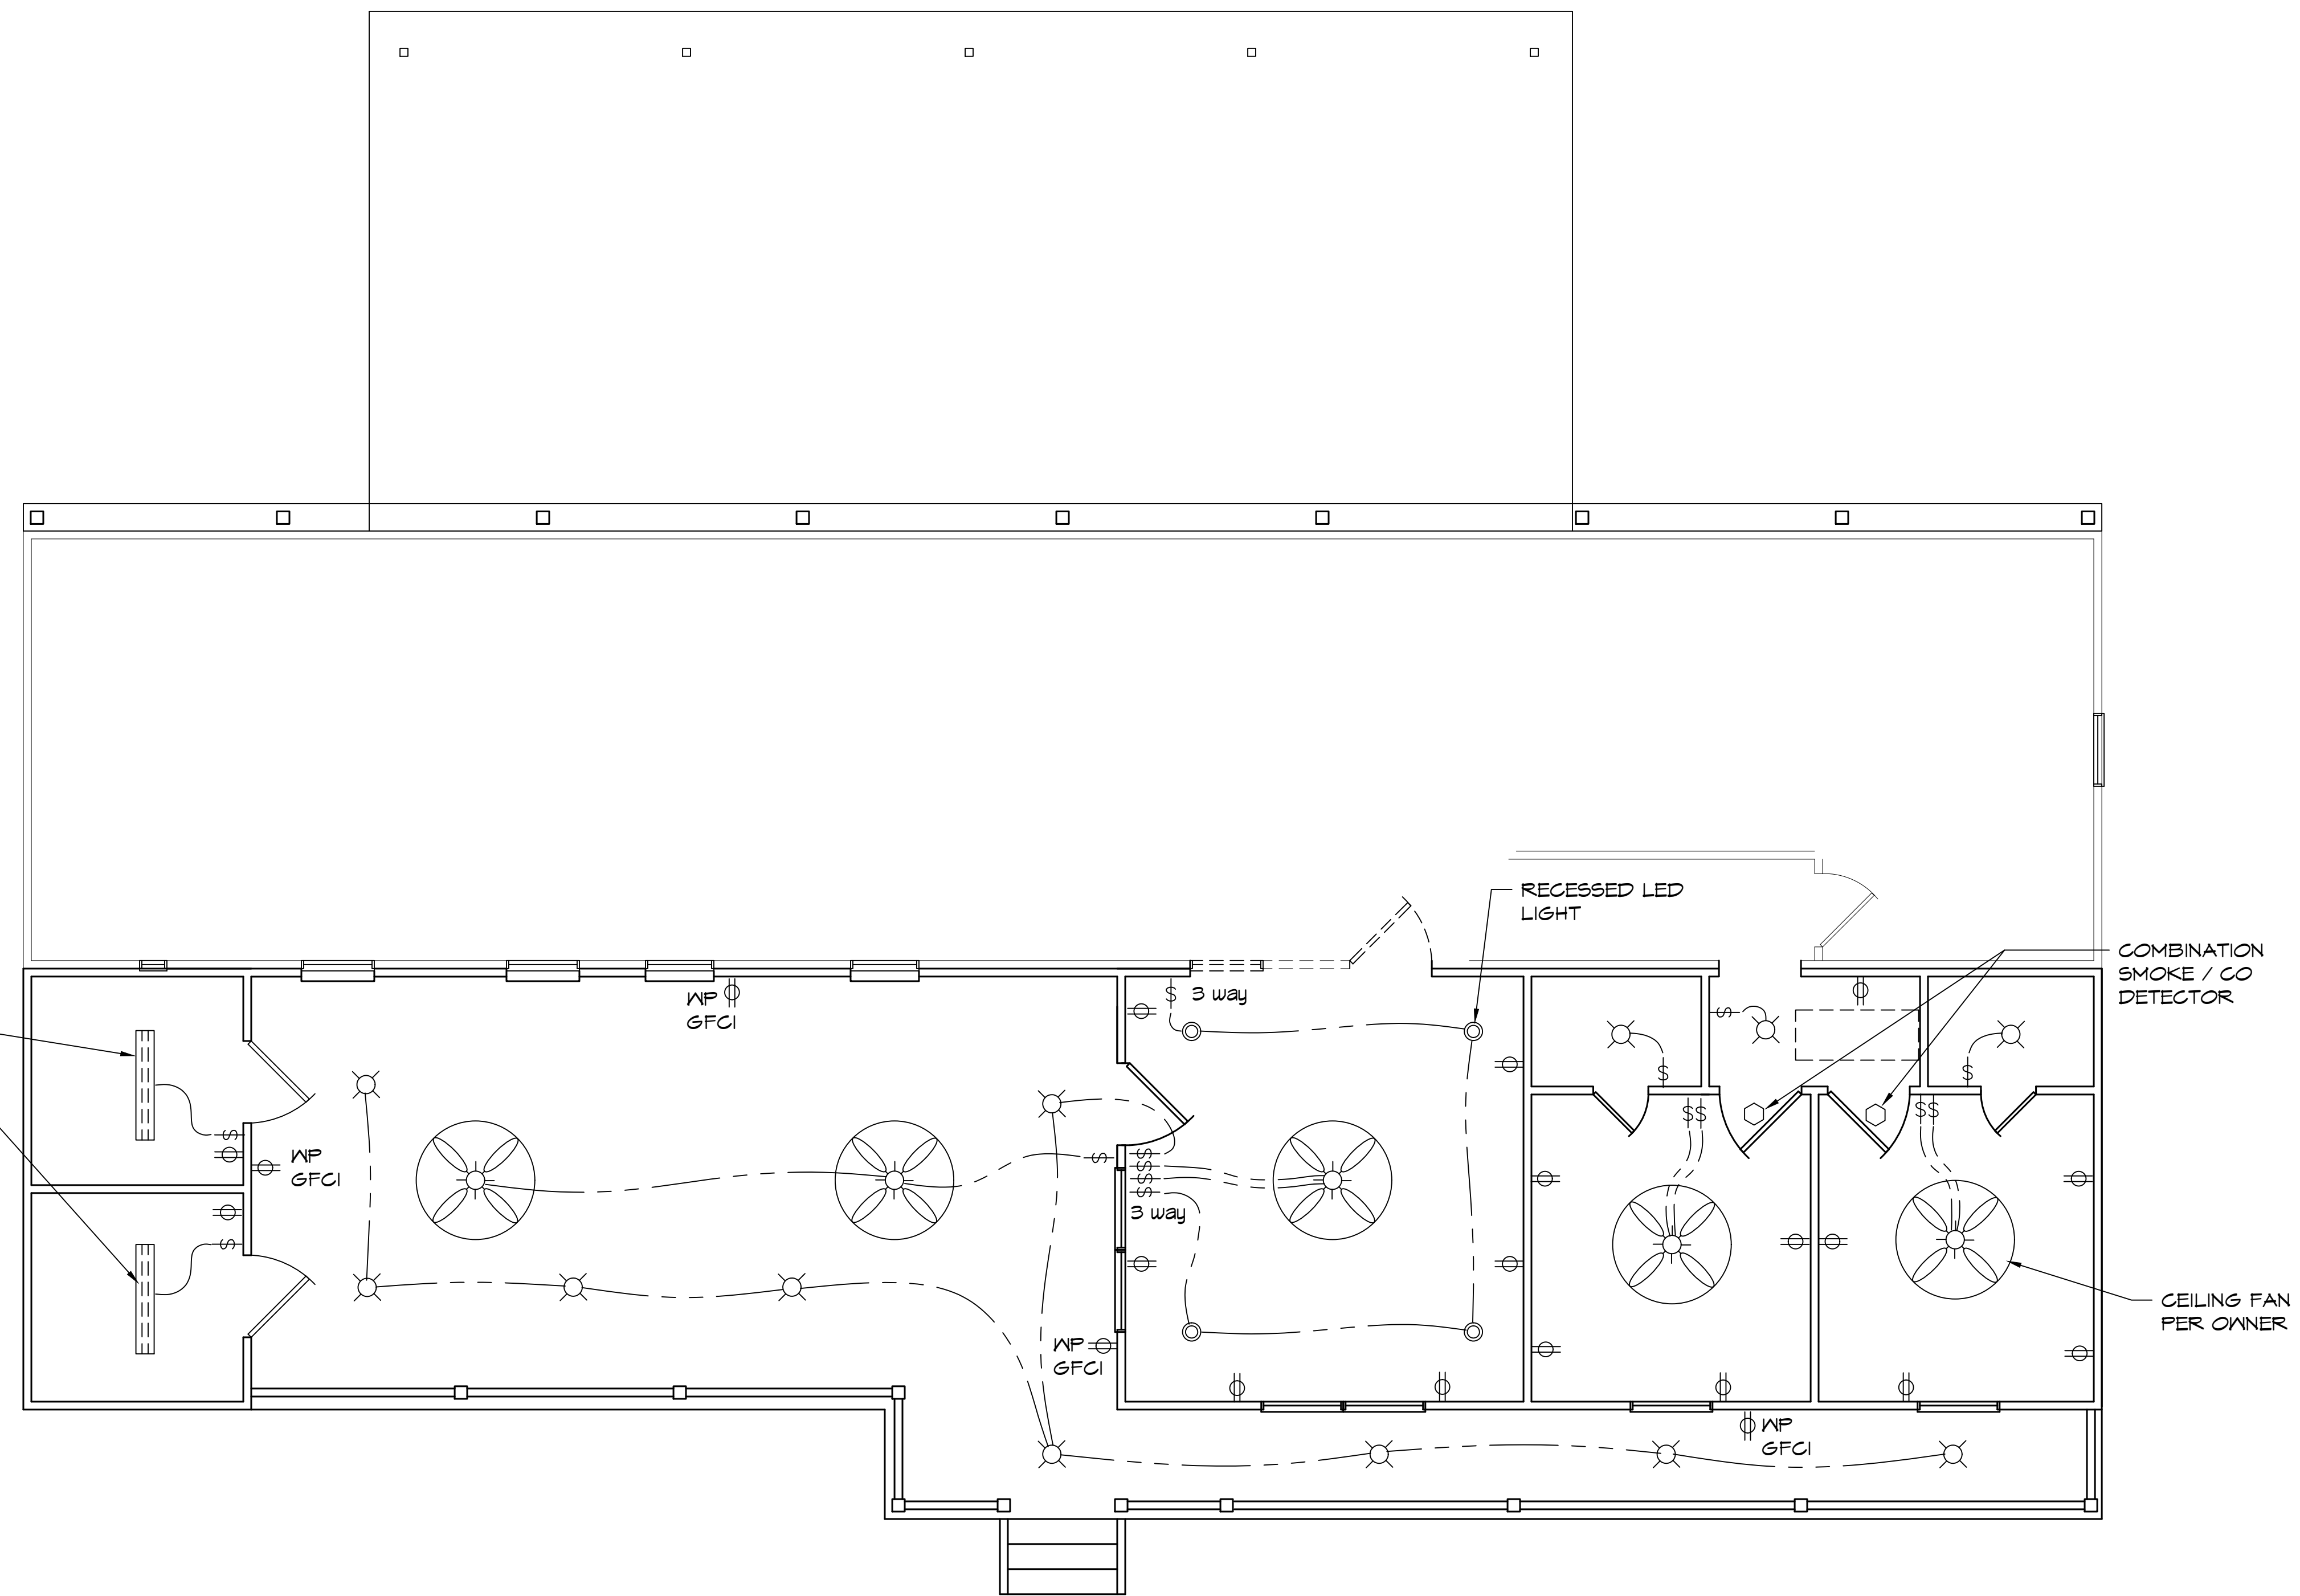 RECESSED LED
LIGHT
COMBINATION
SMOKE / CO
DETECTOR
WP
GFCI
$ 3 way
$
$
$
$$
$$
WP
GFCI
$
$
$
$
$
$
3 way
$
$
CEILING FAN
PER OWNER
WP
GFCI
WP
GFCI